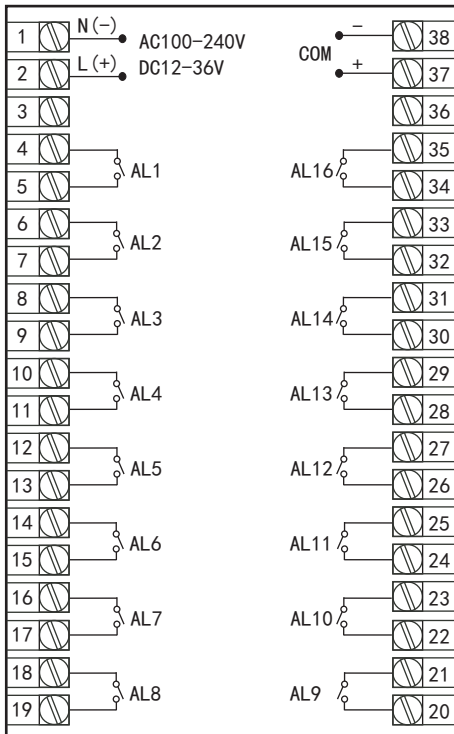 1 N(-) AC100-240V - 38
2 L(+) DC12-36V COM + 37
3 36
4 35
AL1 AL16
5 34
6 33
AL2 AL15
7 32
8 31
AL3 AL14
9 30
10 29
AL4 AL13
11 28
12 27
AL5 AL12
13 26
14 25
AL6 AL11
15 24
16 23
AL7 AL10
17 22
18 21
AL8 AL9
19 20